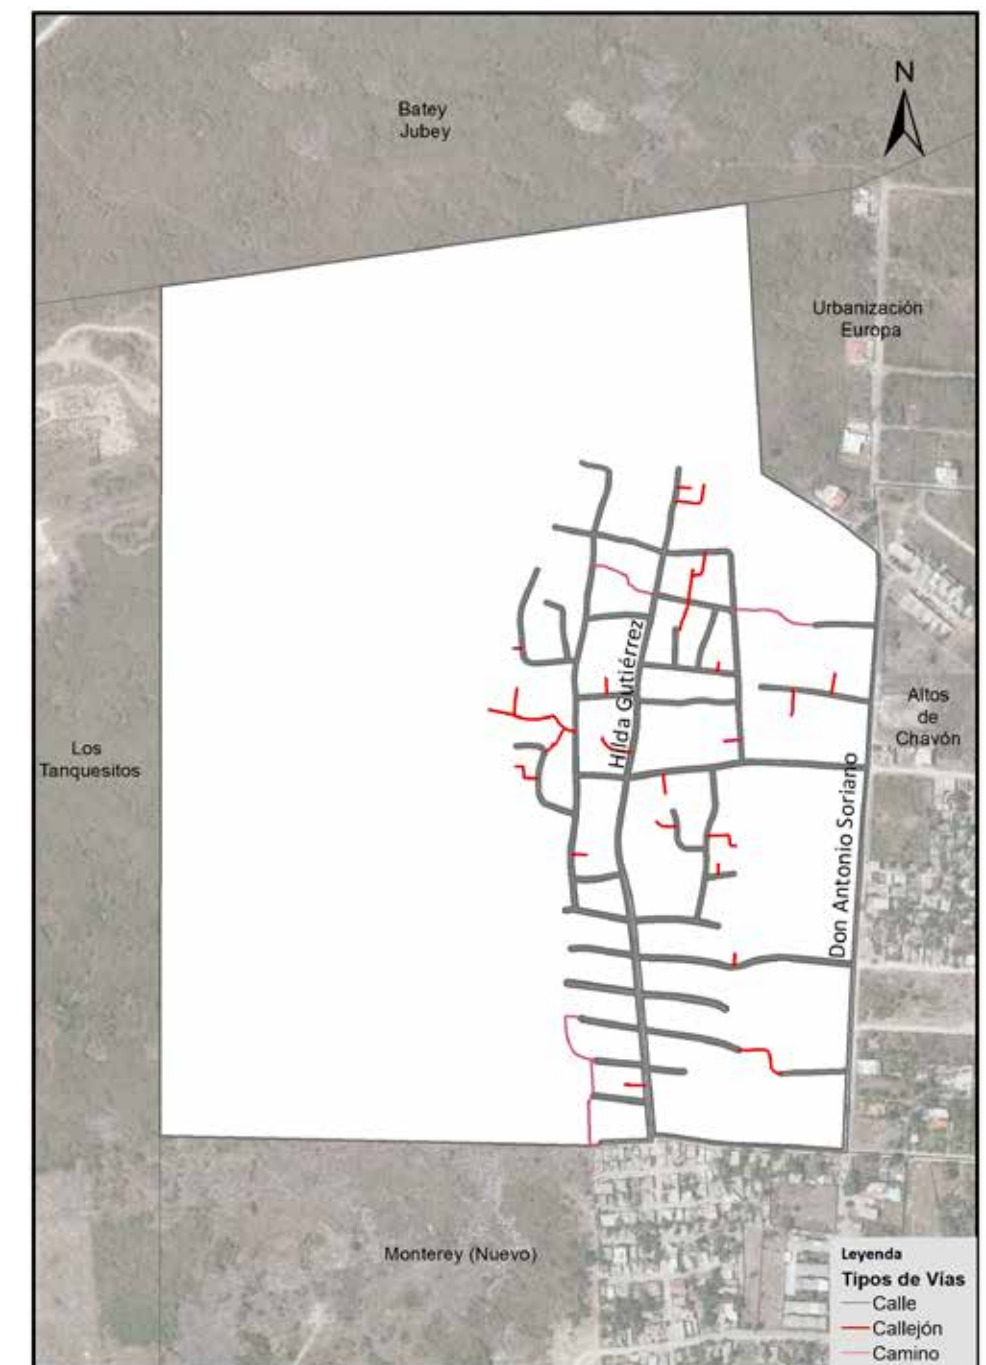 N
Batey
Jubey
Urbanización
Europa
Hilda Gutiérrez
Altos
de
Chavón
Los
Tanquesitos
Don Antonio Soriano
Monterey (Nuevo)
Leyenda
Tipos de Vías
Calle
Callejón
Camino